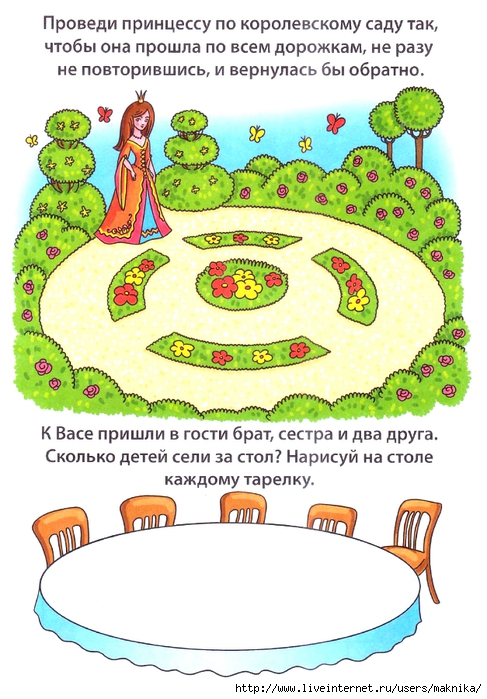 Проведи принцессу по королевскому саду так,
чтобы она прошла по всем дорожкам, не разу
не повторившись, и вернулась бы обратно.
К Васе пришли в гости брат, сестра и два друга.
Сколько детей сели за стол? Нарисуй на столе
каждому тарелку.
http://www.liveinternet.ru/users/maknika/